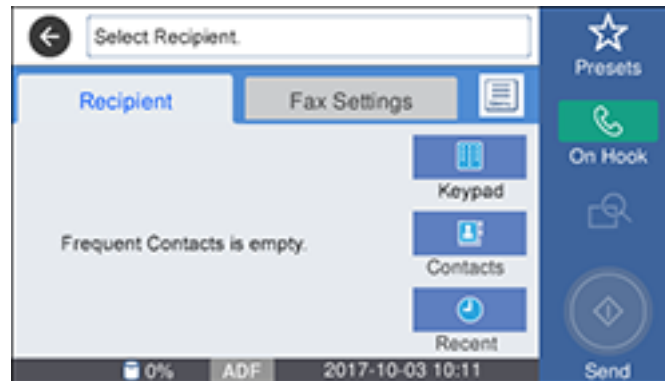 Select Recipient.
Presets
Recipient
Fax Settings
On Hook
Keypad
Frequent Contacts is empty.
Contacts
Recent
0% ADF 2017-10-03 10:11
Send